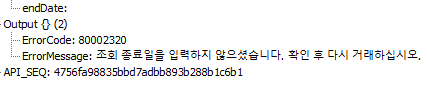 endDate:
Output {} (2)
ErrorCode: 80002320
ErrorMessage: 조회 종료일을 입력하지 않으셨습니다. 확인 후 다시 거래하십시오.
API_SEQ: 4756fa98835bbd7adbb893b288b1c6b1